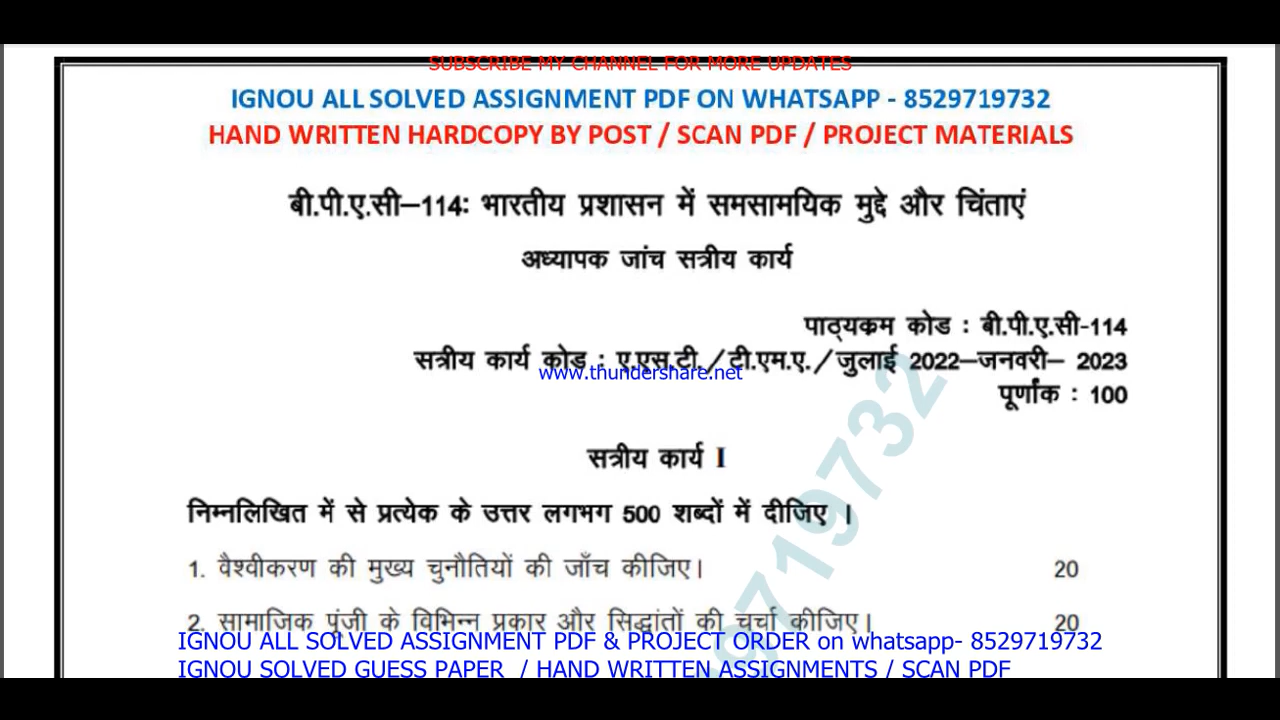 SUBSCRIBE MY CHANNEL FOR MORE UPDATES
IGNOU ALL SOLVED ASSIGNMENT PDF ON WHATSAPP - 8529719732
HAND WRITTEN HARDCOPY BY POST / SCAN PDF / PROJECT MATERIALS
बी.पी.ए.सी–114: भारतीय प्रशासन में समसामयिक मुद्दे और चिंताएं
अध्यापक जांच सत्रीय कार्य
पाठ्यकम कोड : बी.पी.ए.सी-114
सत्रीय कार्य कोड : ए.एस.टी./टी.एम.ए./जुलाई 2022–जनवरी– 2023
www.thundershare.net
पूर्णांक : 100
सत्रीय कार्य I
निम्नलिखित में से प्रत्येक के उत्तर लगभग 500 शब्दों में दीजिए ।
1. वैश्वीकरण की मुख्य चुनौतियों की जाँच कीजिए। 20
2. सामाजिक पूंजी के विभिन्न प्रकार और सिद्धांतों की चर्चा कीजिए। 20
9719732
IGNOU ALL SOLVED ASSIGNMENT PDF & PROJECT ORDER on whatsapp- 8529719732
IGNOU SOLVED GUESS PAPER / HAND WRITTEN ASSIGNMENTS / SCAN PDF